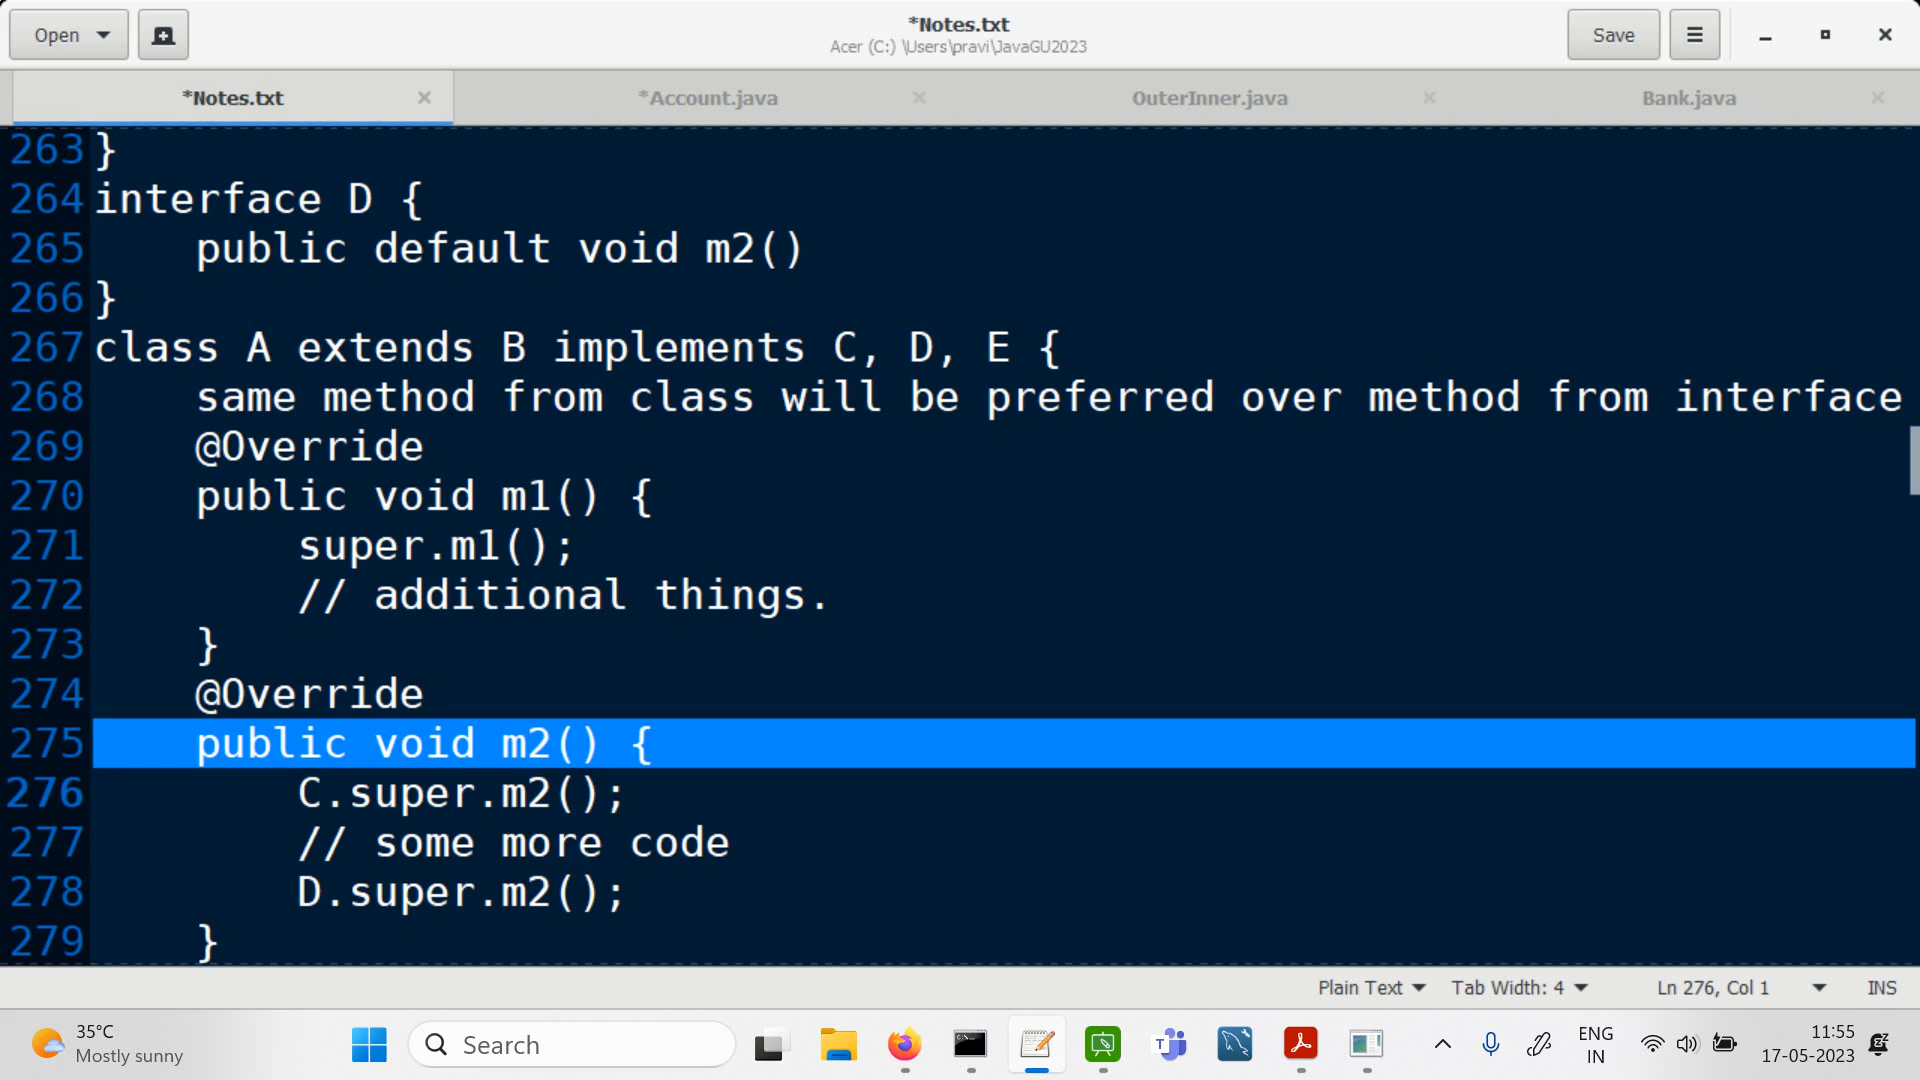 Open
*Notes.txt
Acer (C:) \Users\pravi\JavaGU2023
Save
*Notes.txt
*Account.java
OuterInner.java
Bank.java
263 }
264 interface D {
265     public default void m2()
266 }
267 class A extends B implements C, D, E {
268     same method from class will be preferred over method from interface
269     @Override
270     public void m1() {
271         super.m1();
272         // additional things.
273     }
274     @Override
275     public void m2() {
276         C.super.m2();
277         // some more code
278         D.super.m2();
279     }
Plain Text
Tab Width: 4
Ln 276, Col 1
INS
35°C
Mostly sunny
Search
ENG
IN
11:55
17-05-2023